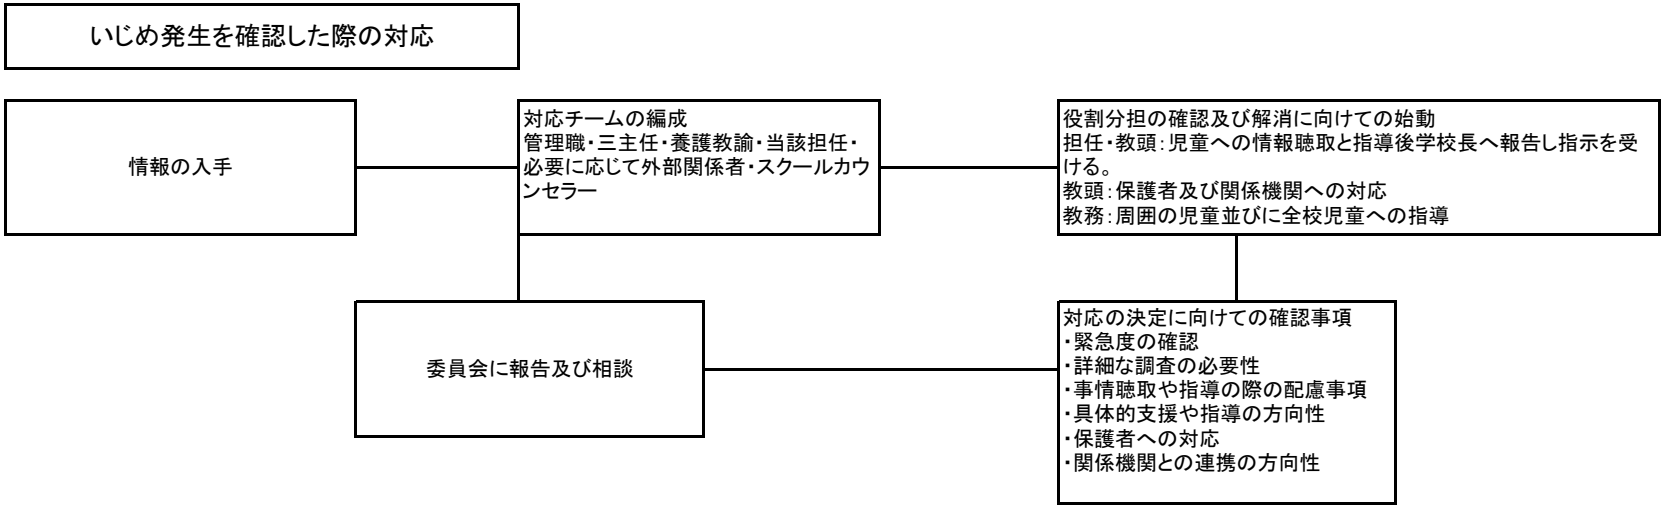 いじめ発生を確認した際の対応
情報の入手
対応チームの編成
管理職・三主任・養護教諭・当該担任・
必要に応じて外部関係者・スクールカウ
ンセラー
役割分担の確認及び解消に向けての始動
担任・教頭：児童への情報聴取と指導後学校長へ報告し指示を受
ける。
教頭：保護者及び関係機関への対応
教務：周囲の児童並びに全校児童への指導
委員会に報告及び相談
対応の決定に向けての確認事項
・緊急度の確認
・詳細な調査の必要性
・事情聴取や指導の際の配慮事項
・具体的支援や指導の方向性
・保護者への対応
・関係機関との連携の方向性